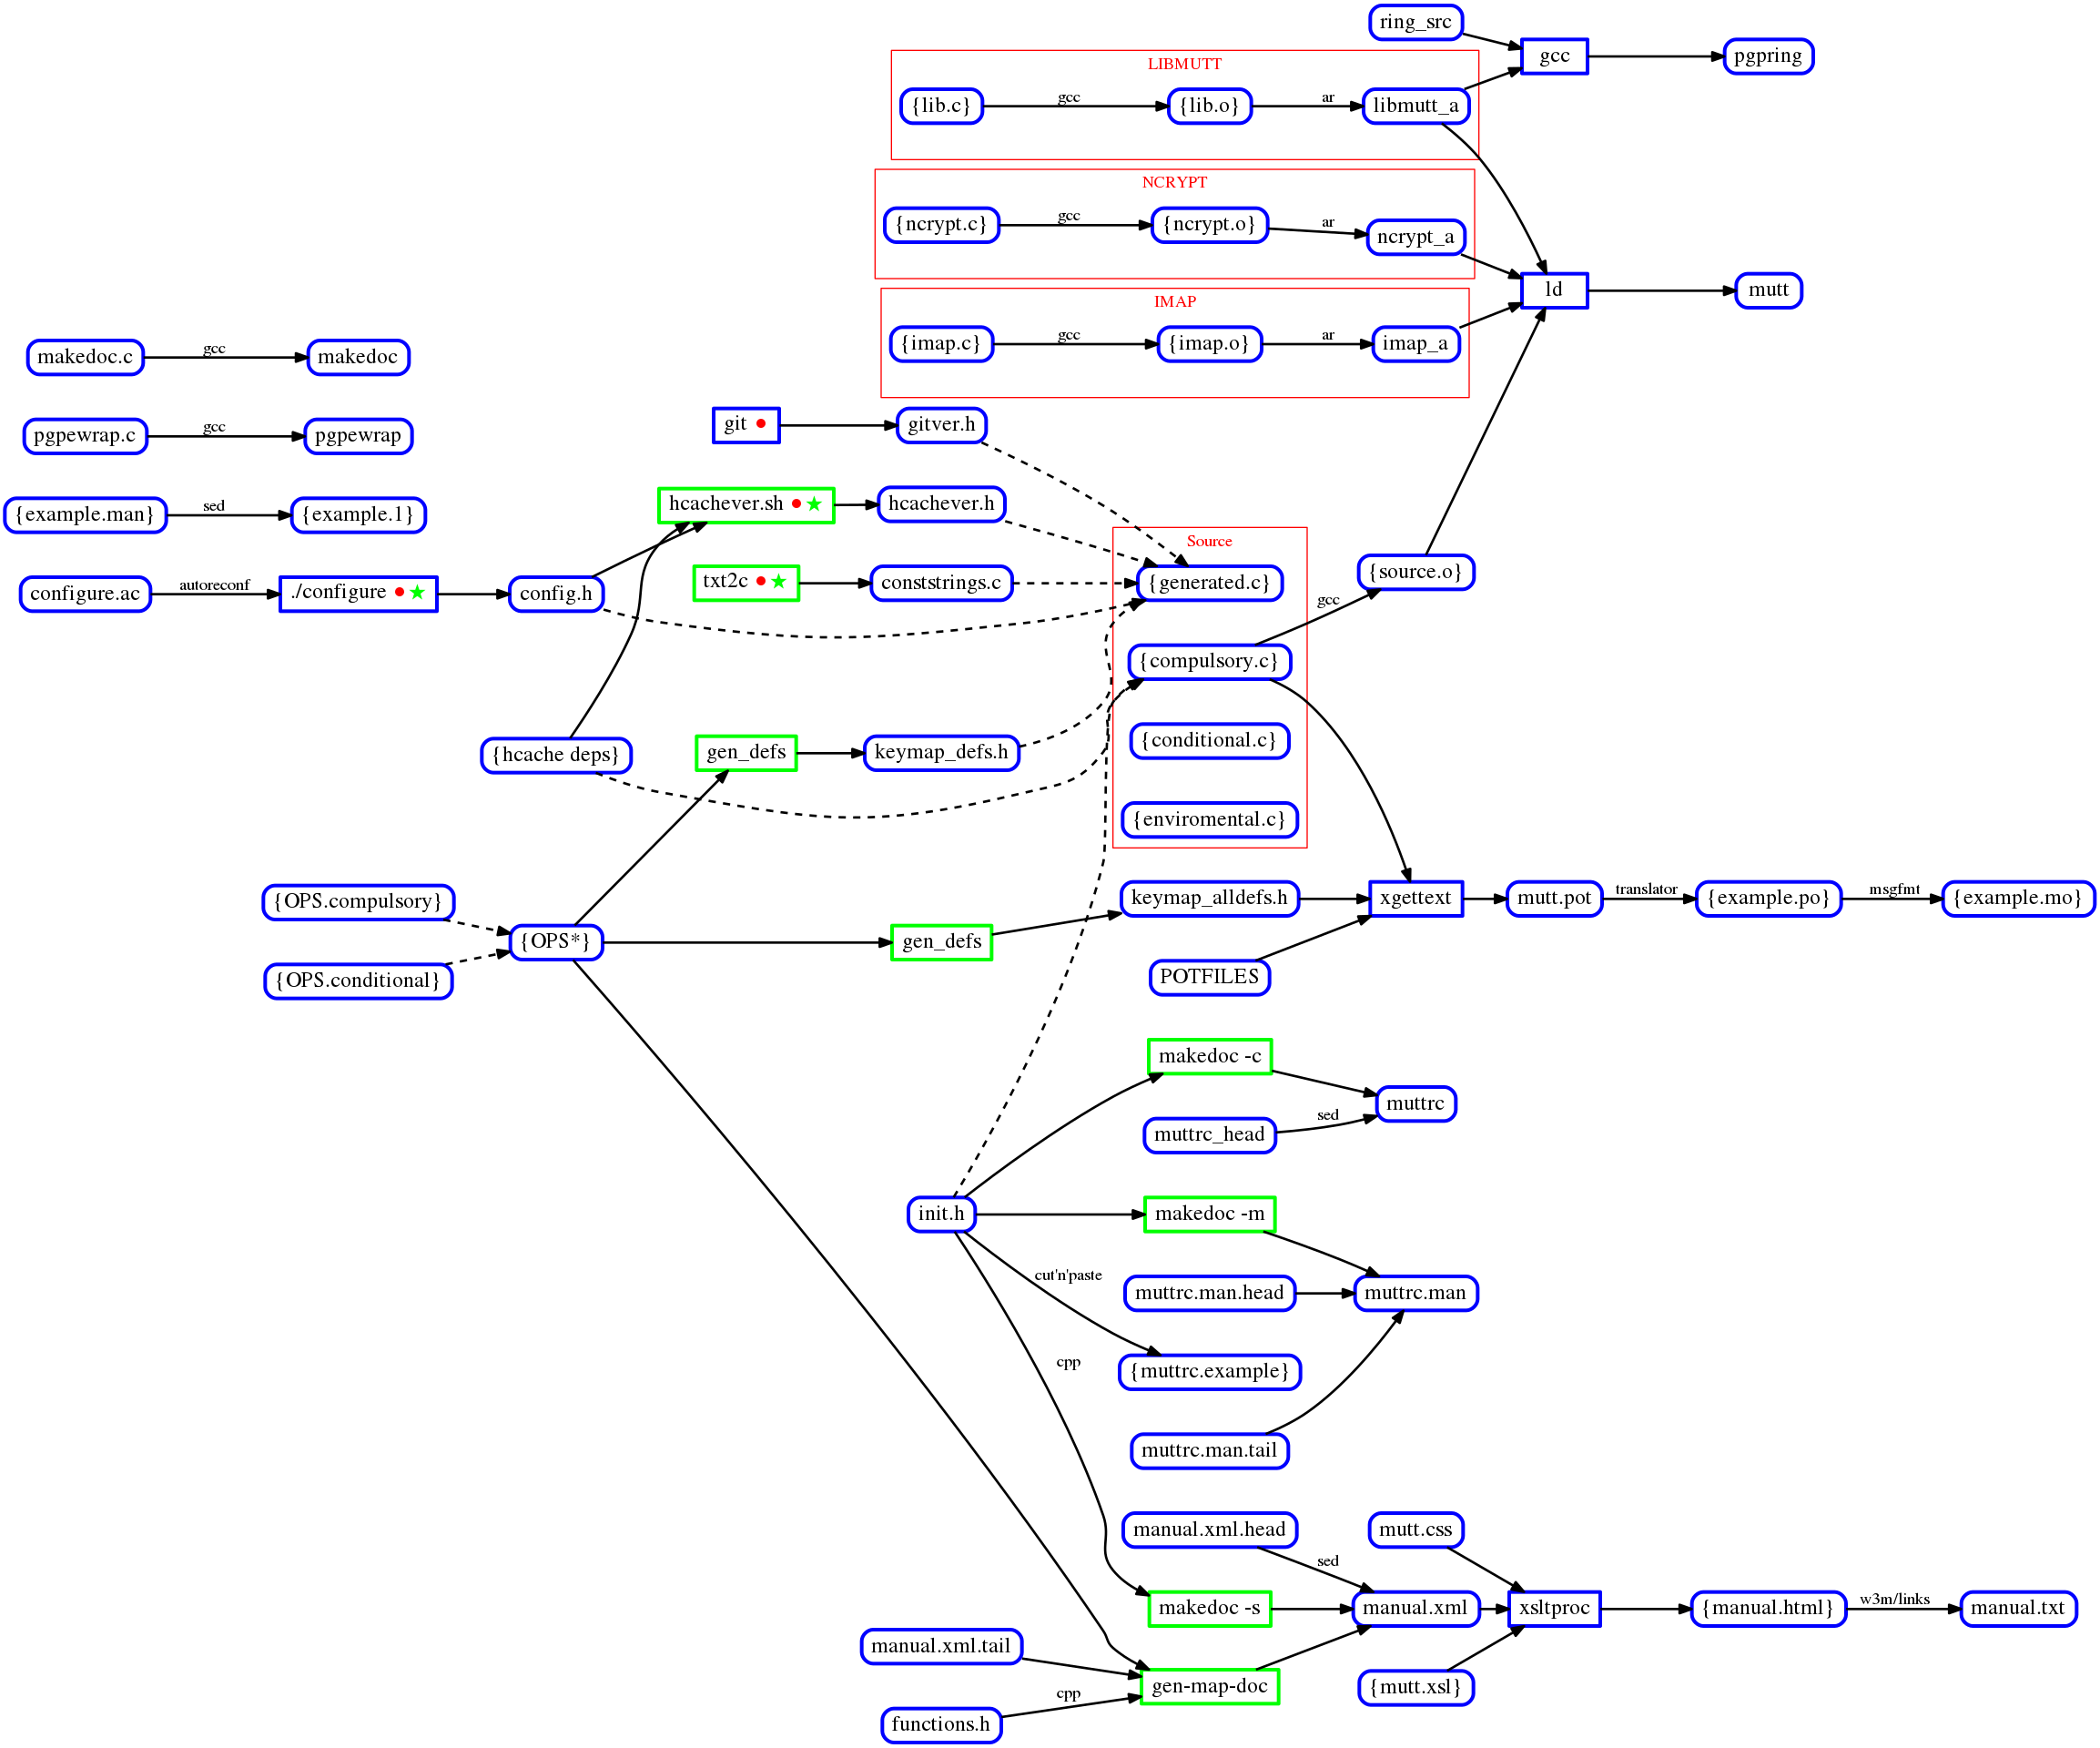 ring_src
gcc
pgpring
LIBMUTT
{lib.c}
gcc
{lib.o}
ar
libmutt_a
NCRYPT
{ncrypt.c}
gcc
{ncrypt.o}
ar
ncrypt_a
IMAP
{imap.c}
gcc
{imap.o}
ar
imap_a
ld
mutt
makedoc.c
gcc
makedoc
pgpewrap.c
gcc
pgpewrap
{example.man}
sed
{example.1}
configure.ac
autoreconf
./configure ●★
config.h
git ●
gitver.h
hcachever.sh ●★
hcachever.h
txt2c ●★
conststrings.c
Source
{generated.c}
{compulsory.c}
{conditional.c}
{enviromental.c}
gcc
{source.o}
{hcache deps}
gen_defs
keymap_defs.h
{OPS.compulsory}
{OPS.conditional}
{OPS*}
gen_defs
keymap_alldefs.h
POTFILES
xgettext
mutt.pot
translator
{example.po}
msgfmt
{example.mo}
makedoc -c
muttrc_head
sed
muttrc
init.h
makedoc -m
muttrc.man.head
muttrc.man
cut'n'paste
{muttrc.example}
cpp
muttrc.man.tail
manual.xml.head
sed
mutt.css
makedoc -s
manual.xml
xsltproc
{manual.html}
w3m/links
manual.txt
manual.xml.tail
gen-map-doc
{mutt.xsl}
cpp
functions.h